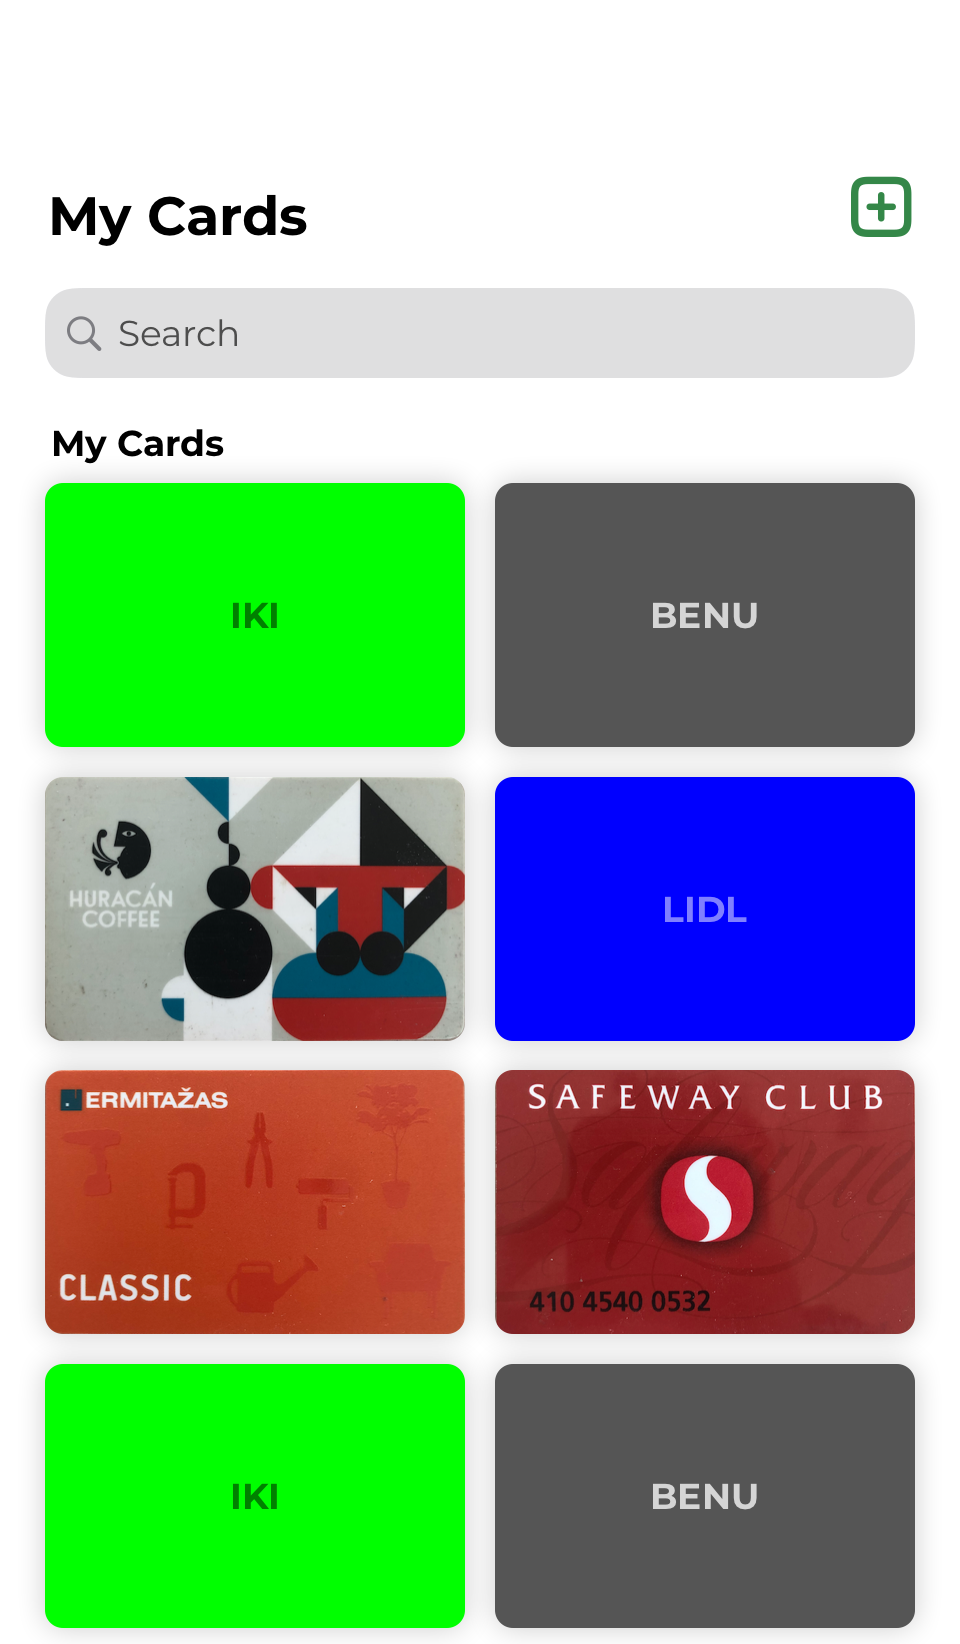 My Cards
Search
My Cards
IKI
BENU
HURACÁN
COFFEE
LIDL
ERMITAŽAS
CLASSIC
SAFEWAY CLUB
Safeway
S
410 4540 0532
IKI
BENU